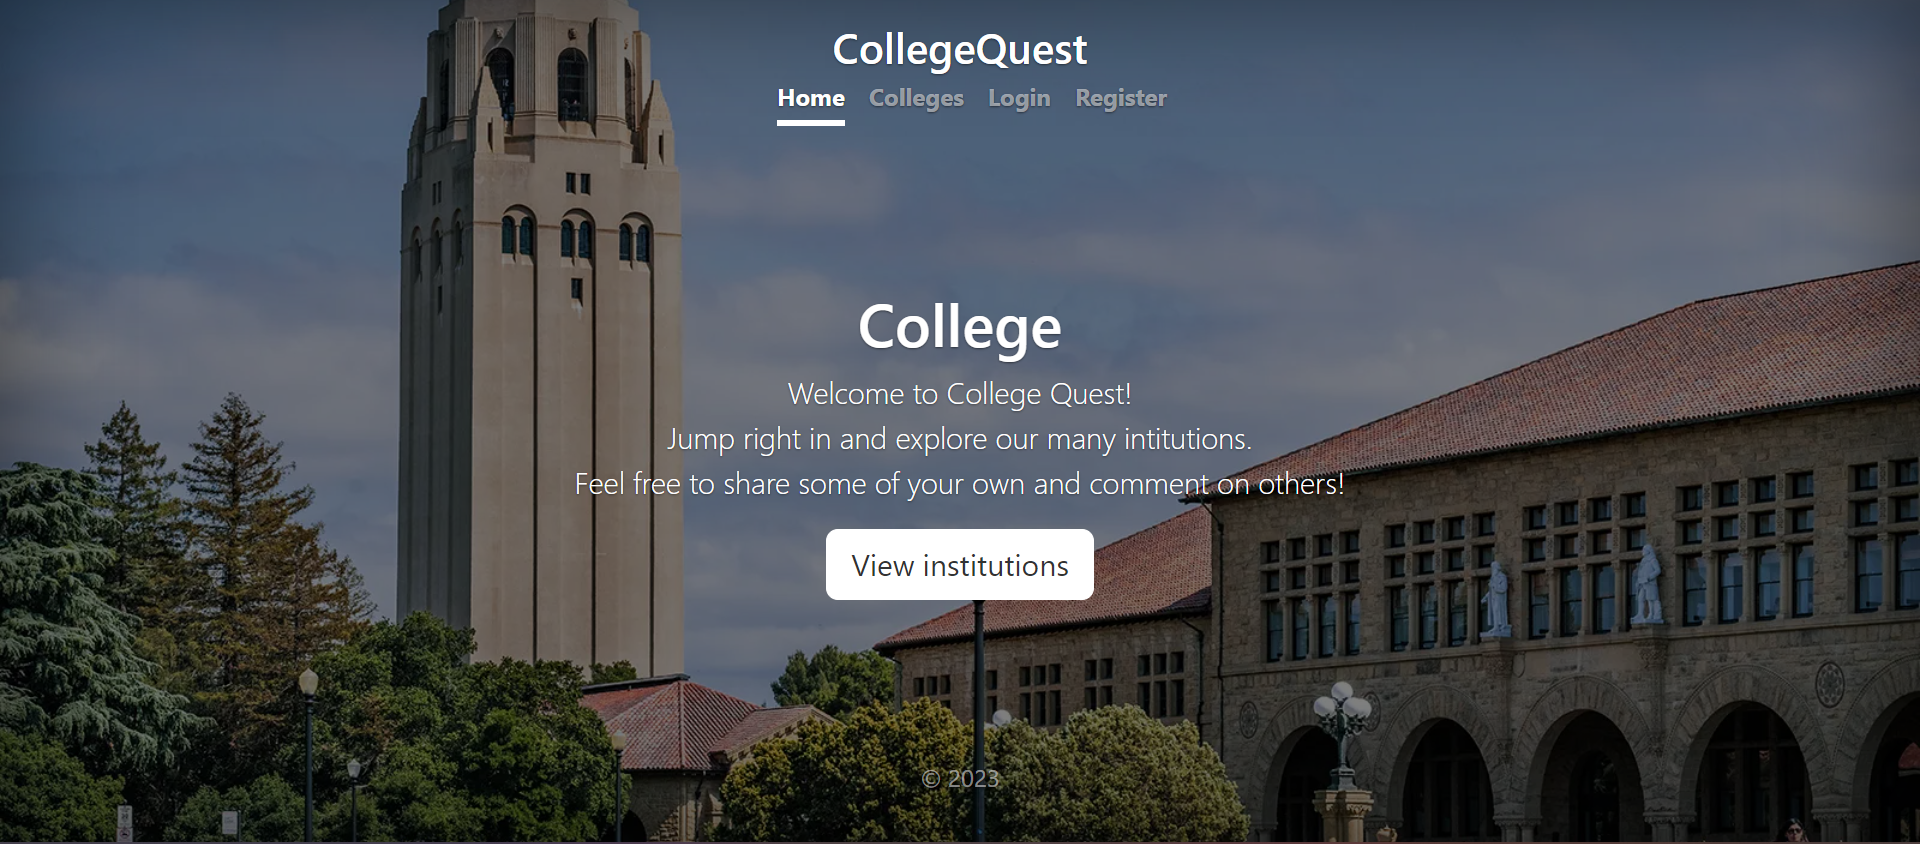 CollegeQuest
Home Colleges Login Register
College
Welcome to College Quest!
Jump right in and explore our many intitutions.
Feel free to share some of your own and comment on others!
View institutions
© 2023